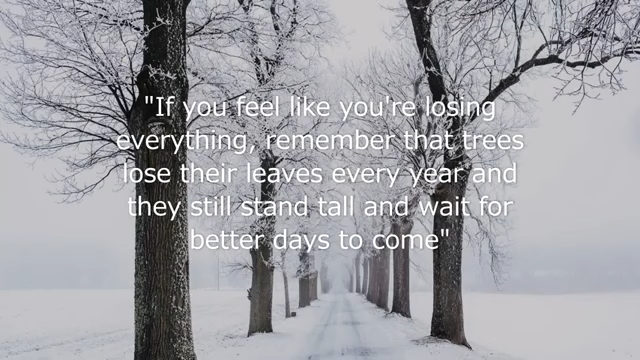 "If you feel like you're losing
everything, remember that trees
lose their leaves every year and
they still stand tall and wait for
better days to come"